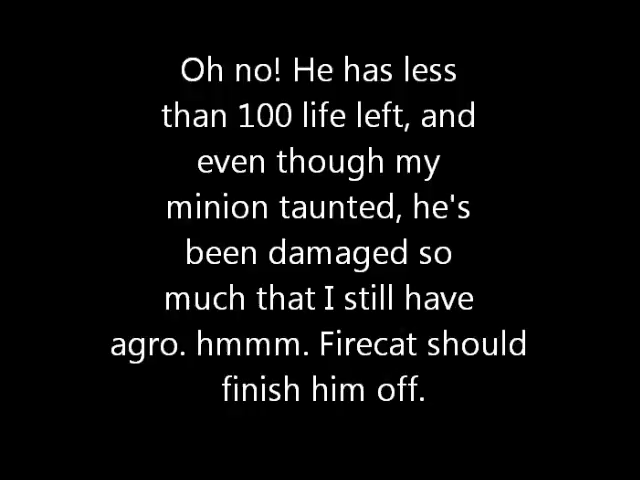 Oh no! He has less
than 100 life left, and
even though my
minion taunted, he's
been damaged so
much that I still have
agro. hmmm. Firecat should
finish him off.